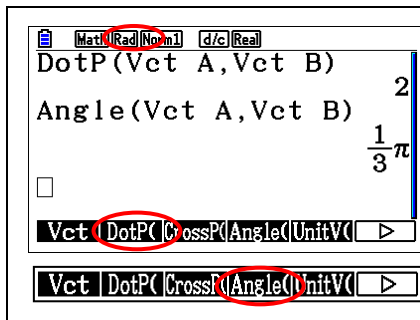 Math Rad Norm1 d/c Real
DotP(Vct A,Vct B)
2
Angle(Vct A,Vct B)
1/3 π
Vct DotP( CrossP( Angle( UnitV( ▷
Vct DotP( CrossP( Angle( UnitV( ▷